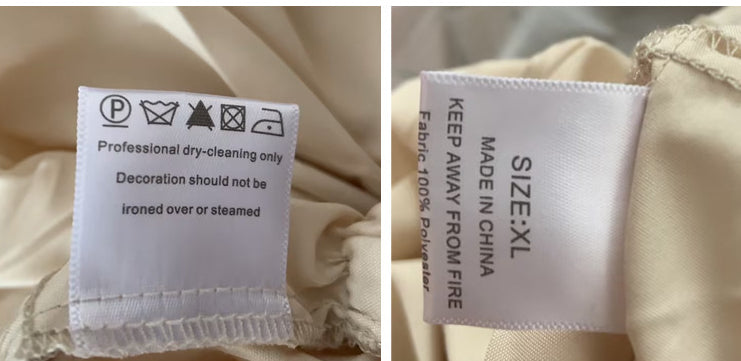 P
Professional dry-cleaning only
Decoration should not be
ironed over or steamed
SIZE:XL
MADE IN CHINA
KEEP AWAY FROM FIRE
Fabric 100% Polyester